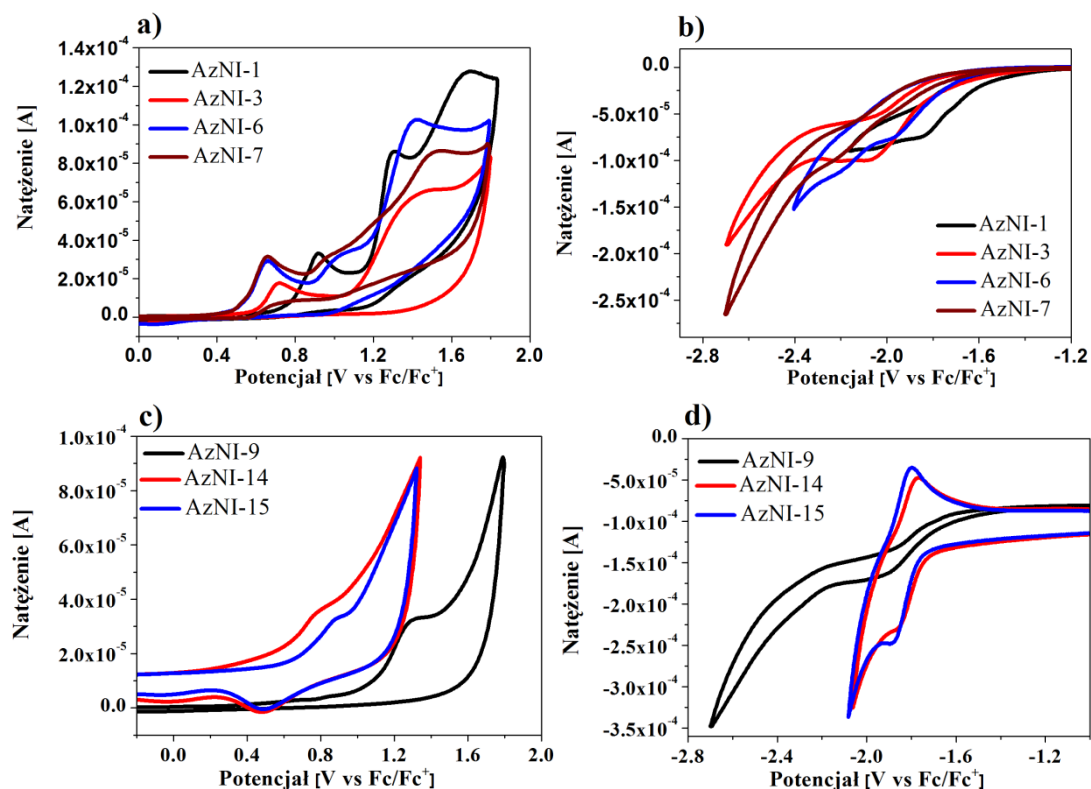 a)
1.4x10⁻⁴
1.2x10⁻⁴
1.0x10⁻⁴
8.0x10⁻⁵
6.0x10⁻⁵
4.0x10⁻⁵
2.0x10⁻⁵
0.0
Natężenie [A]
AzNI-1
AzNI-3
AzNI-6
AzNI-7
0.0 0.4 0.8 1.2 1.6 2.0
Potencjał [V vs Fc/Fc⁺]
b)
0.0
-5.0x10⁻⁵
-1.0x10⁻⁴
-1.5x10⁻⁴
-2.0x10⁻⁴
-2.5x10⁻⁴
Natężenie [A]
AzNI-1
AzNI-3
AzNI-6
AzNI-7
-2.8 -2.4 -2.0 -1.6 -1.2
Potencjał [V vs Fc/Fc⁺]
c)
1.0x10⁻⁴
8.0x10⁻⁵
6.0x10⁻⁵
4.0x10⁻⁵
2.0x10⁻⁵
0.0
Natężenie [A]
AzNI-9
AzNI-14
AzNI-15
0.0 0.4 0.8 1.2 1.6 2.0
Potencjał [V vs Fc/Fc⁺]
d)
0.0
-5.0x10⁻⁵
-1.0x10⁻⁴
-1.5x10⁻⁴
-2.0x10⁻⁴
-2.5x10⁻⁴
-3.0x10⁻⁴
-3.5x10⁻⁴
Natężenie [A]
AzNI-9
AzNI-14
AzNI-15
-2.8 -2.4 -2.0 -1.6 -1.2
Potencjał [V vs Fc/Fc⁺]